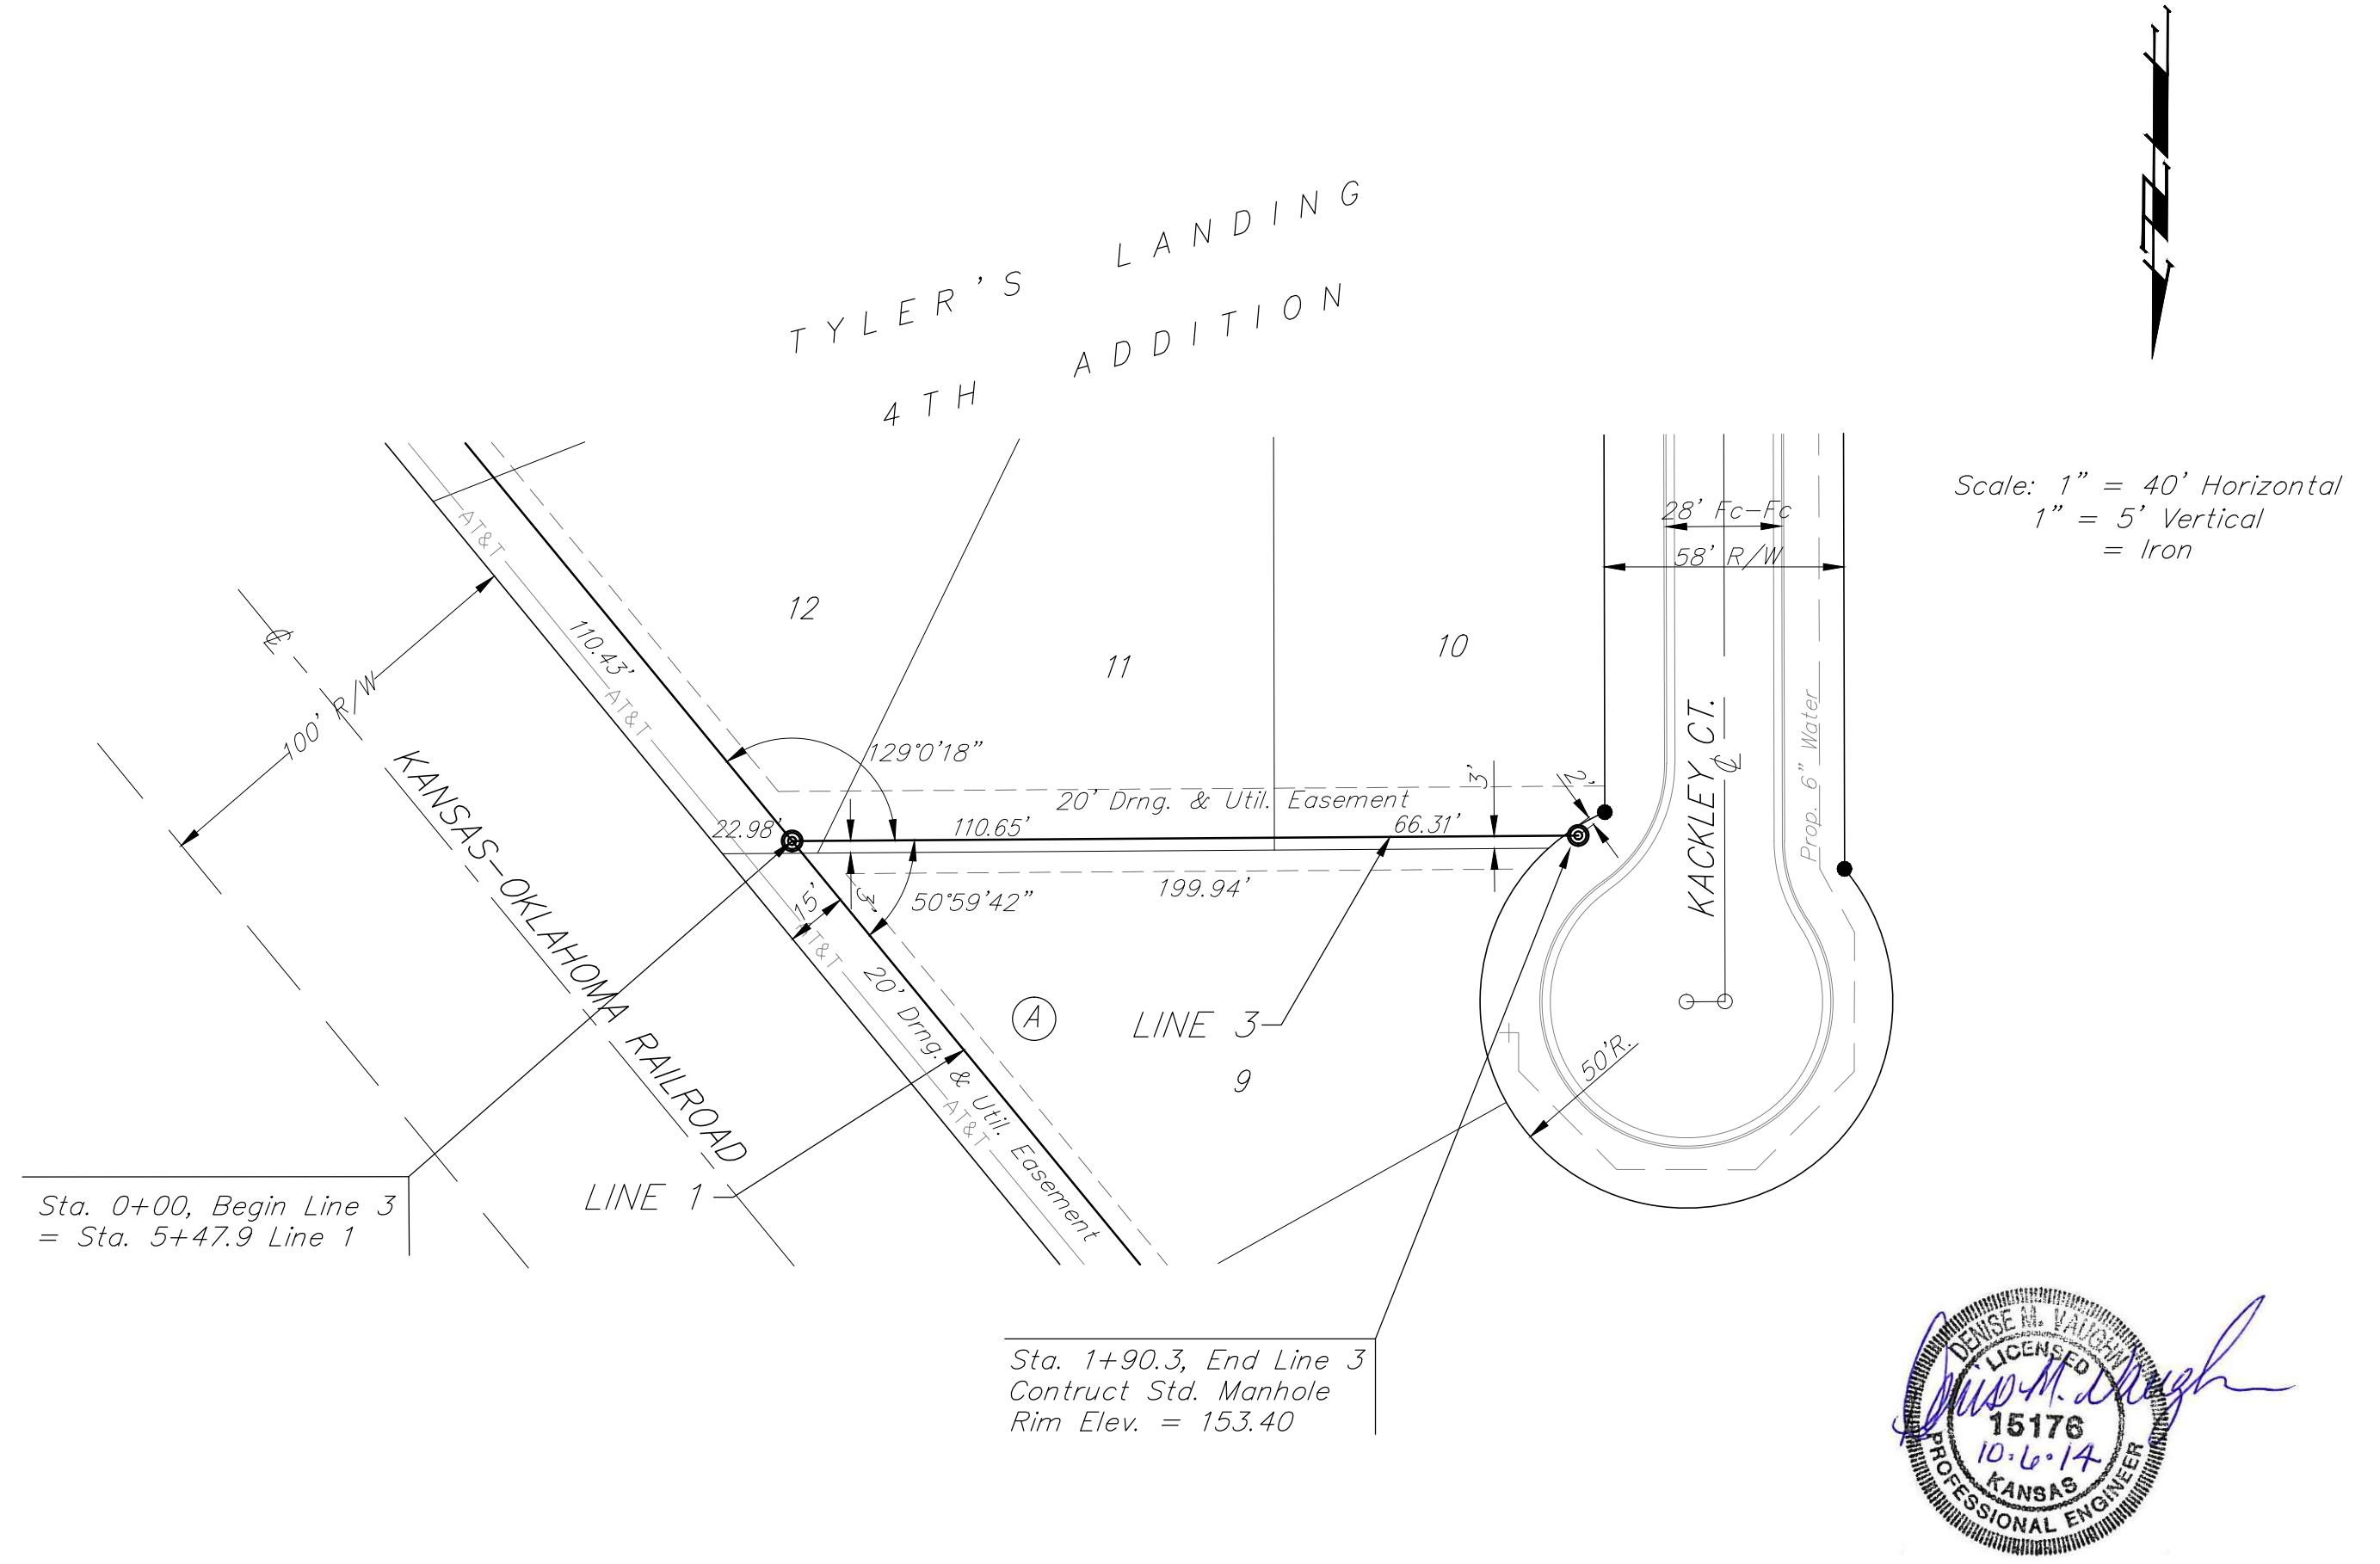 TYLER'S LANDING
4TH ADDITION
Scale: 1" = 40' Horizontal
1" = 5' Vertical
= Iron
28' Fc-Fc
58' R/W
AT&T
12
11
10
110.43'
AT&T
℄
100' R/W
129°0'18"
3'
2'
20' Drng. & Util. Easement
22.98'
110.65'
66.31'
KACKLEY CT.
℄
Prop. 6" Water
KANSAS-OKLAHOMA RAILROAD
15'
3'
50°59'42"
199.94'
AT&T
20' Drng. & Util. Easement
A
LINE 3
9
50'R.
AT&T
LINE 1
Sta. 0+00, Begin Line 3
= Sta. 5+47.9 Line 1
Sta. 1+90.3, End Line 3
Contruct Std. Manhole
Rim Elev. = 153.40
DENISE M. VAUGHN
LICENSED
Denise M. Vaughn
15176
10·6·14
KANSAS
PROFESSIONAL ENGINEER